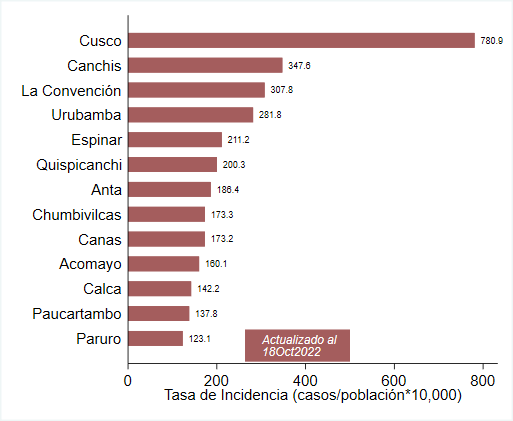 Cusco 780.9
Canchis 347.6
La Convención 307.8
Urubamba 281.8
Espinar 211.2
Quispicanchi 200.3
Anta 186.4
Chumbivilcas 173.3
Canas 173.2
Acomayo 160.1
Calca 142.2
Paucartambo 137.8
Paruro 123.1
Actualizado al
18Oct2022
0 200 400 600 800
Tasa de Incidencia (casos/población*10,000)